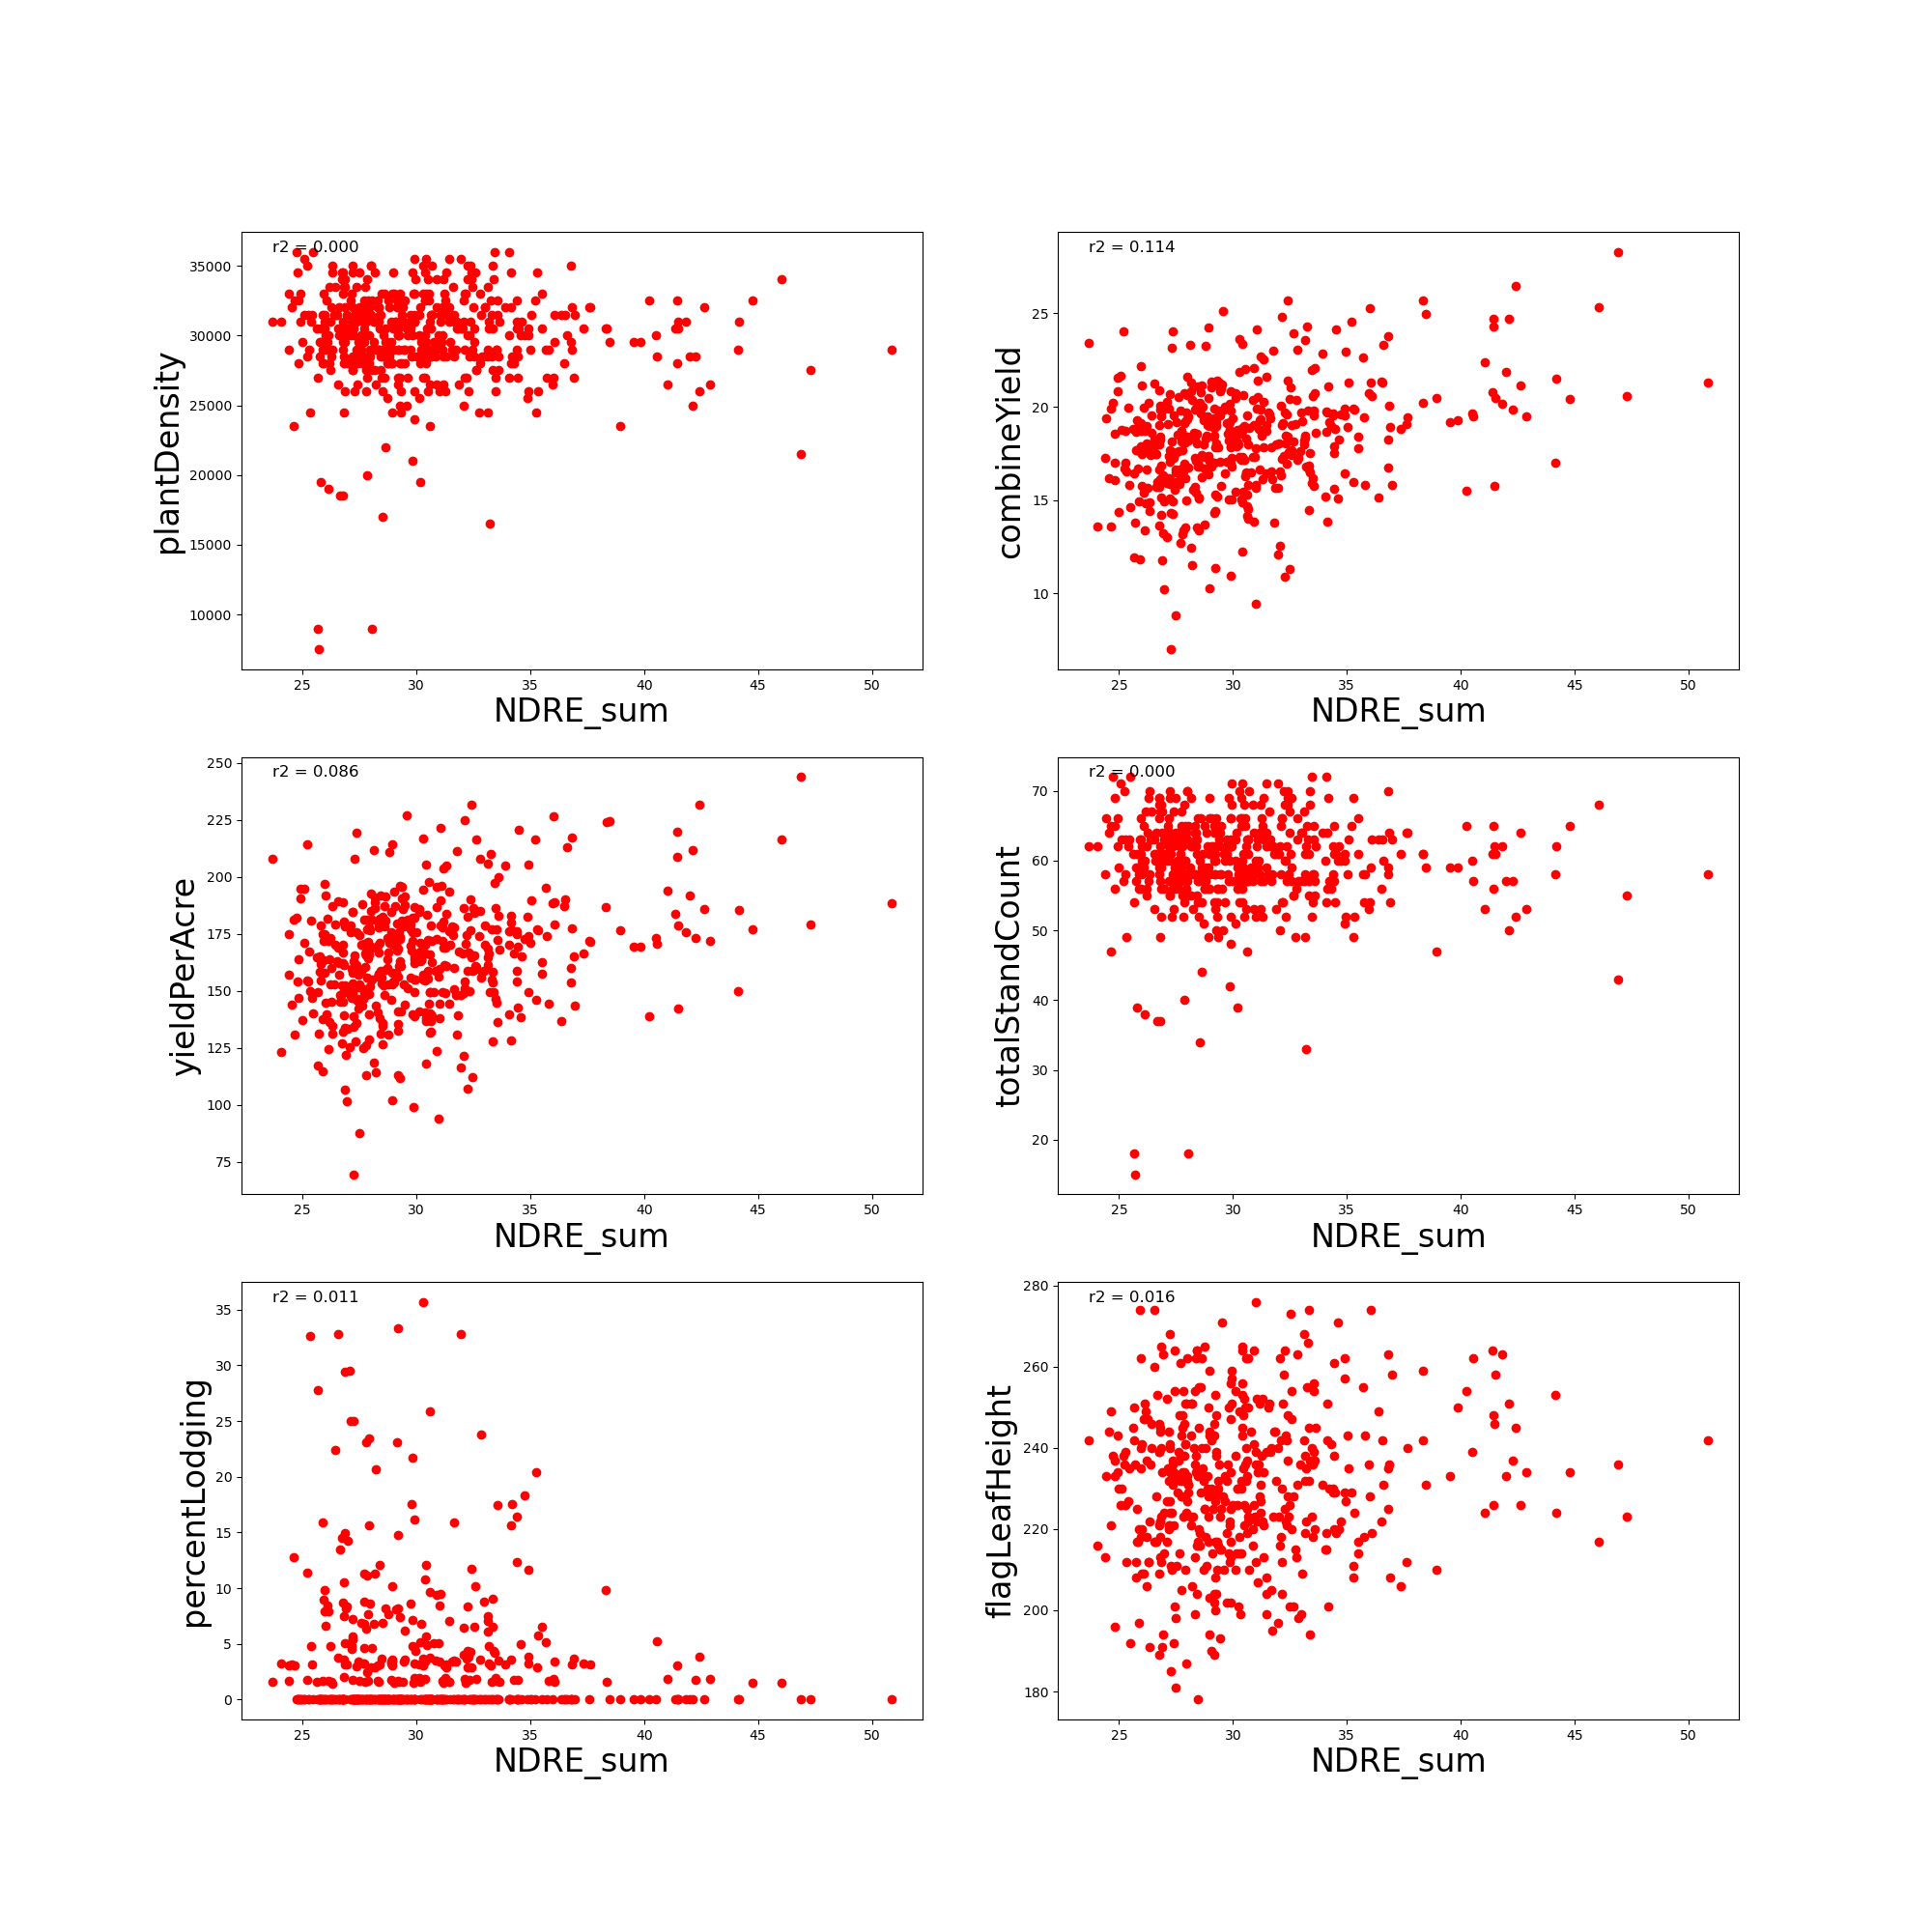 r2 = 0.000
plantDensity
35000
30000
25000
20000
15000
10000
25 30 35 40 45 50
NDRE_sum
r2 = 0.114
combineYield
25
20
15
10
25 30 35 40 45 50
NDRE_sum
r2 = 0.086
yieldPerAcre
250
225
200
175
150
125
100
75
25 30 35 40 45 50
NDRE_sum
r2 = 0.000
totalStandCount
70
60
50
40
30
20
25 30 35 40 45 50
NDRE_sum
r2 = 0.011
percentLodging
35
30
25
20
15
10
5
0
25 30 35 40 45 50
NDRE_sum
r2 = 0.016
flagLeafHeight
280
260
240
220
200
180
25 30 35 40 45 50
NDRE_sum